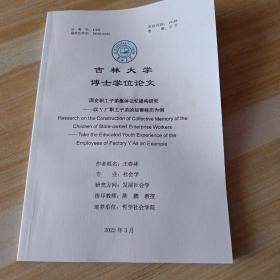 吉林大学
博士学位论文
国企职工子弟集体记忆建构研究
——以Y厂职工子弟的知青经历为例
Research on the Construction of Collective Memory of the
Children of State-owned Enterprise Workers
——Take the Educated Youth Experience of the
Employees of Factory Y As an Example
作者姓名：王春祥
专 业：社会学
研究方向：发展社会学
指导教师：陈鹏 教授
培养单位：哲学社会学院
2022年3月